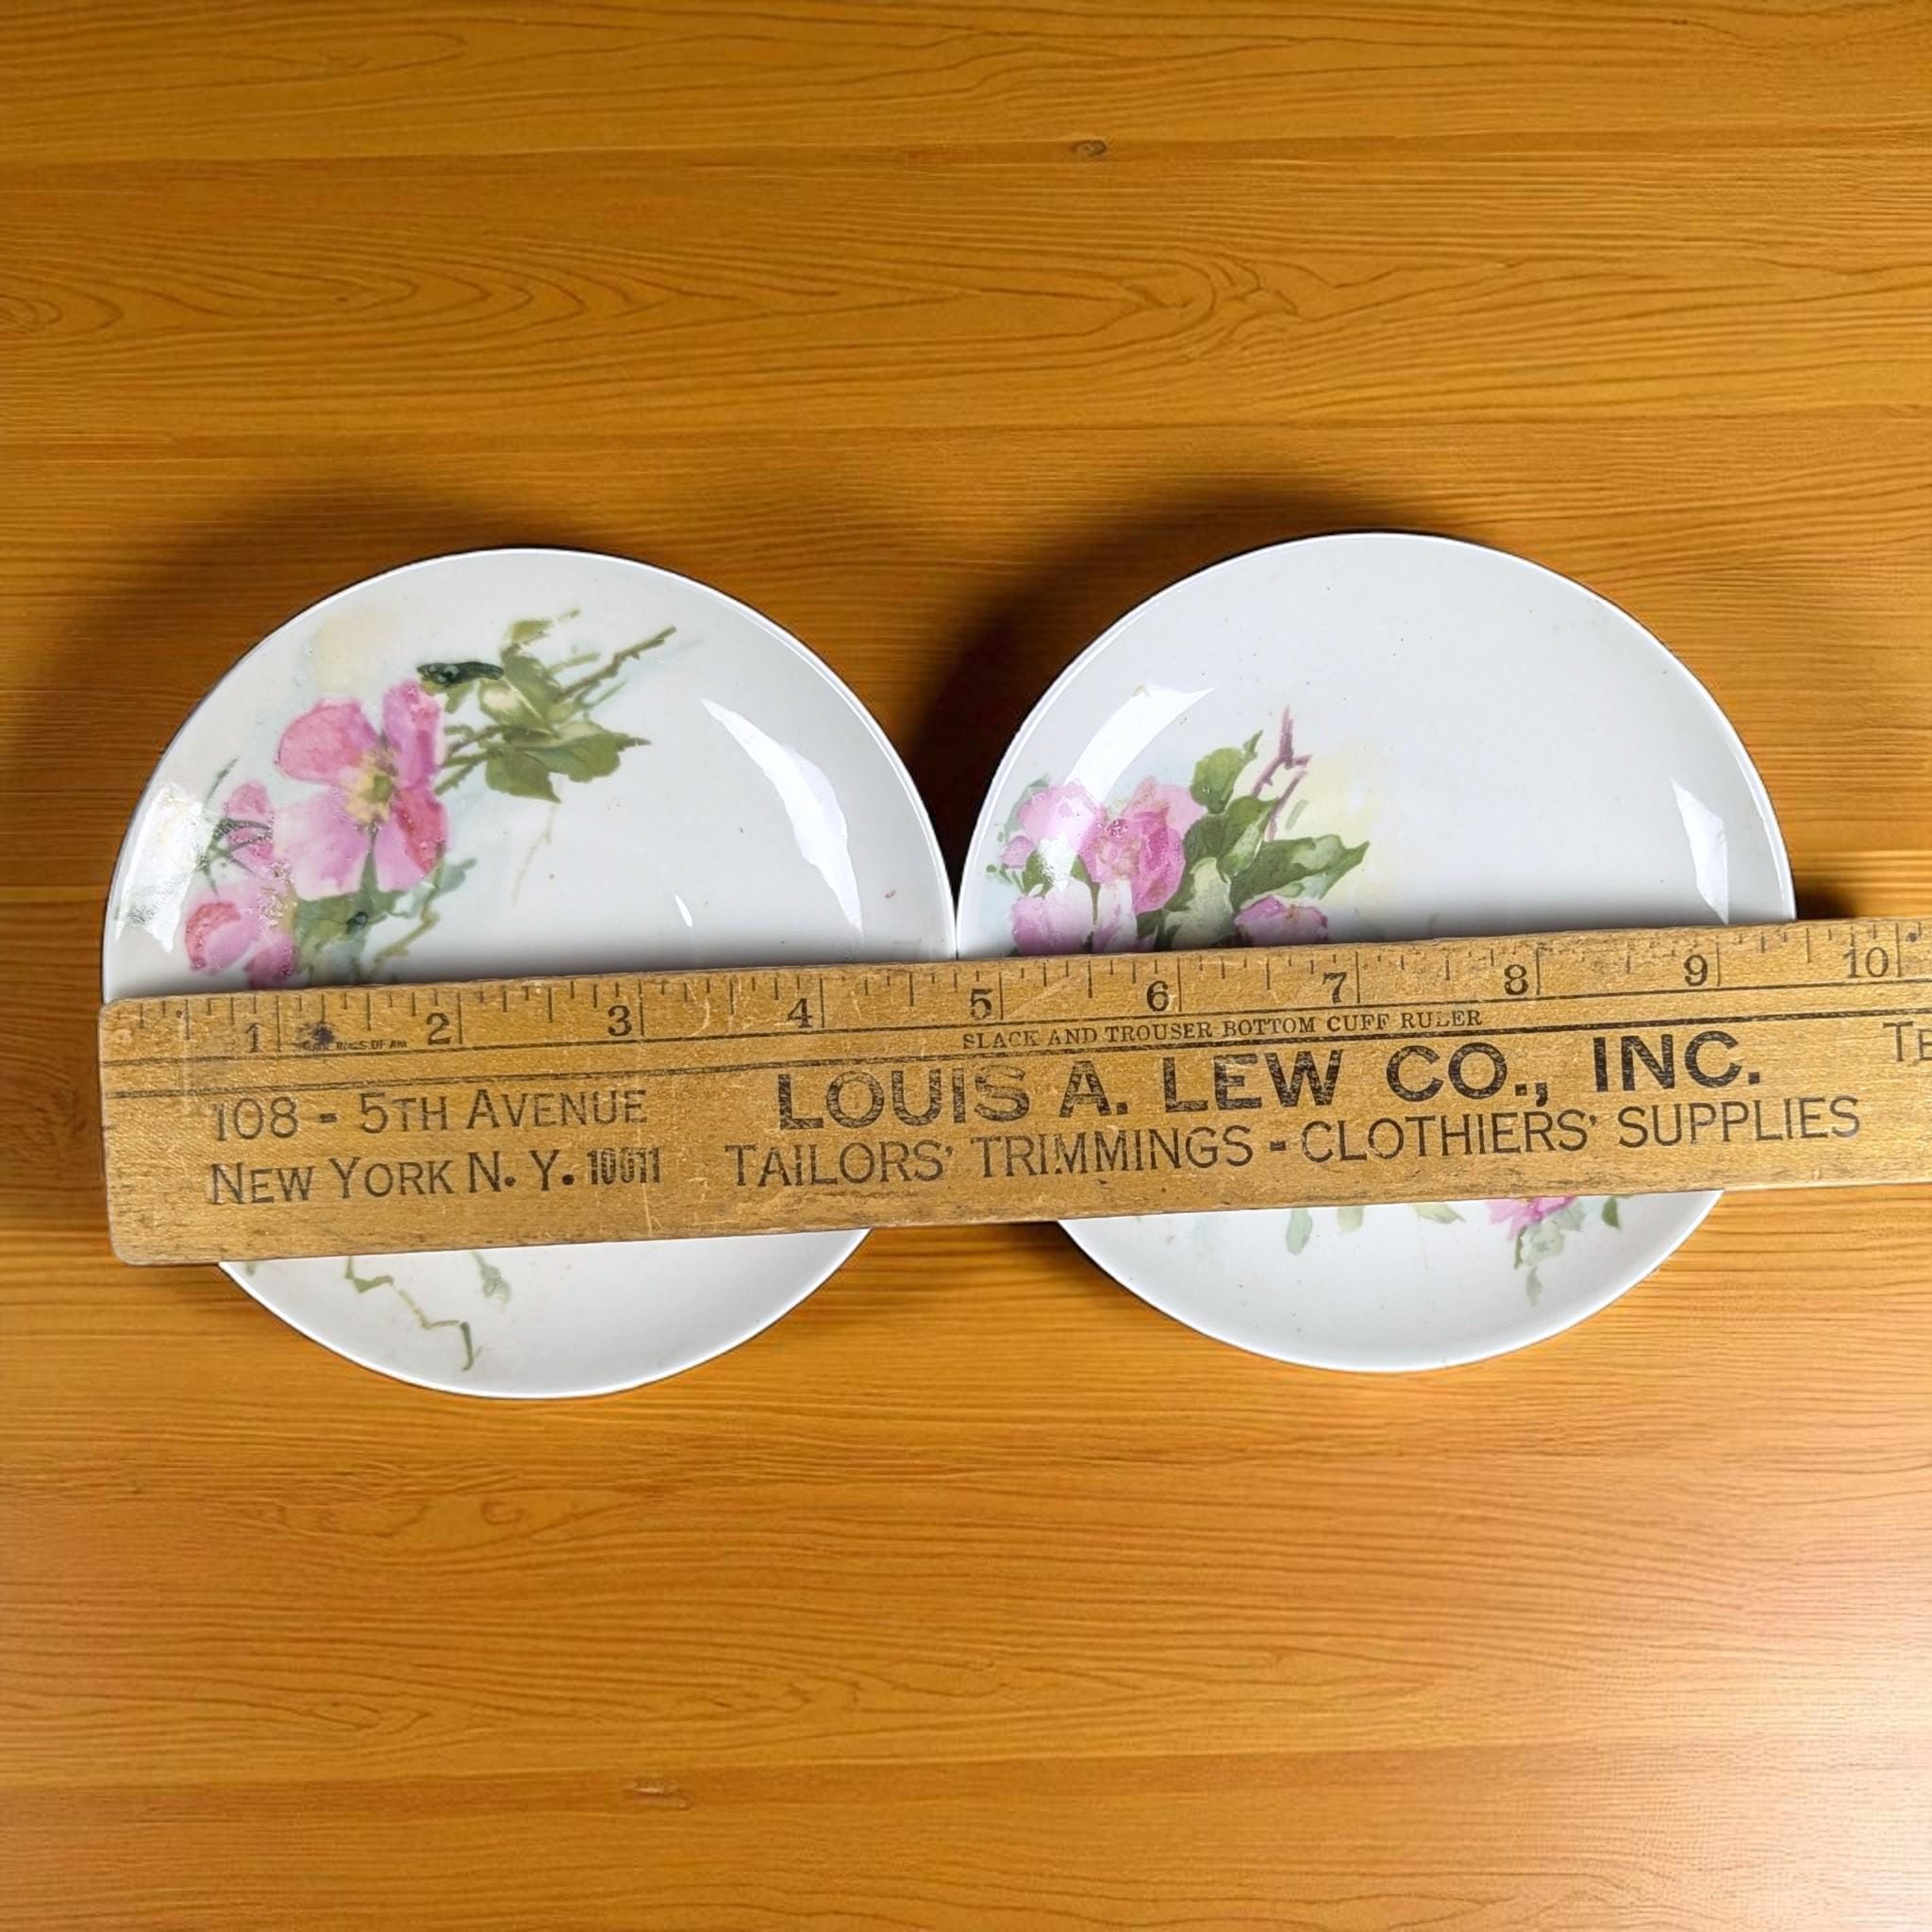 1 2 3 4 5 6 7 8 9 10
SLACK AND TROUSER BOTTOM CUFF RULER
108 - 5TH AVENUE
NEW YORK N. Y. 10011
LOUIS A. LEW CO., INC.
TAILORS' TRIMMINGS - CLOTHIERS' SUPPLIES